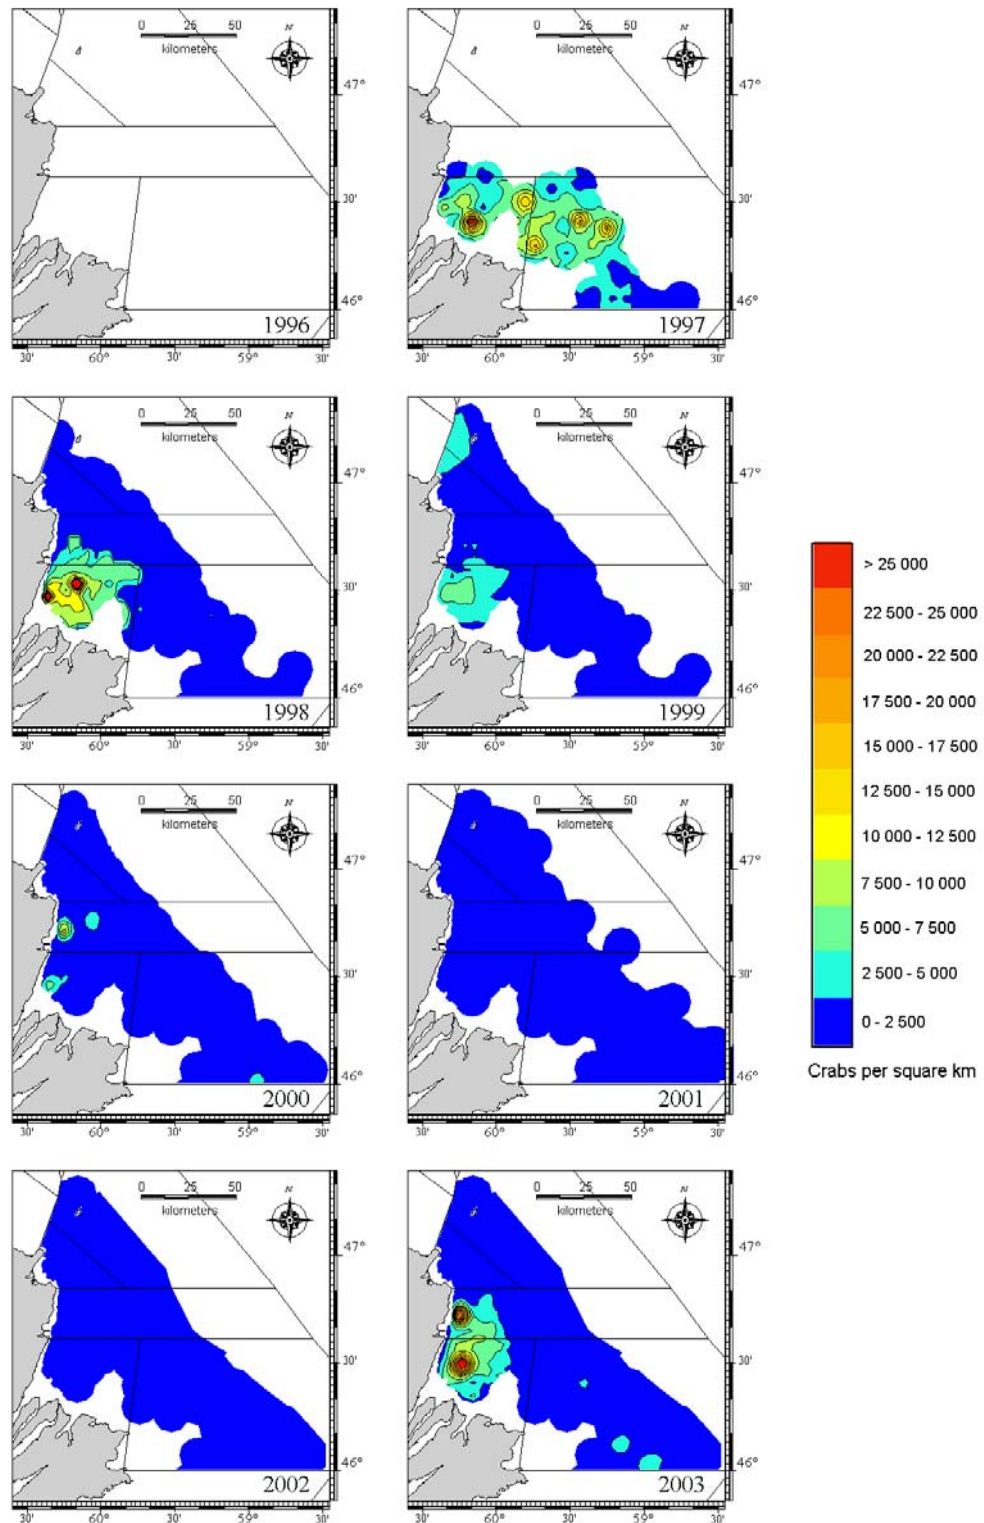 0 25 50
kilometers
N
47°
30'
46°
1996
30' 60° 30' 59° 30'
0 25 50
kilometers
N
47°
30'
46°
1997
30' 60° 30' 59° 30'
0 25 50
kilometers
N
47°
30'
46°
1998
30' 60° 30' 59° 30'
0 25 50
kilometers
N
47°
30'
46°
1999
30' 60° 30' 59° 30'
> 25 000
22 500 - 25 000
20 000 - 22 500
17 500 - 20 000
15 000 - 17 500
12 500 - 15 000
10 000 - 12 500
7 500 - 10 000
5 000 - 7 500
2 500 - 5 000
0 - 2 500
Crabs per square km
0 25 50
kilometers
N
47°
30'
46°
2000
30' 60° 30' 59° 30'
0 25 50
kilometers
N
47°
30'
46°
2001
30' 60° 30' 59° 30'
0 25 50
kilometers
N
47°
30'
46°
2002
30' 60° 30' 59° 30'
0 25 50
kilometers
N
47°
30'
46°
2003
30' 60° 30' 59° 30'